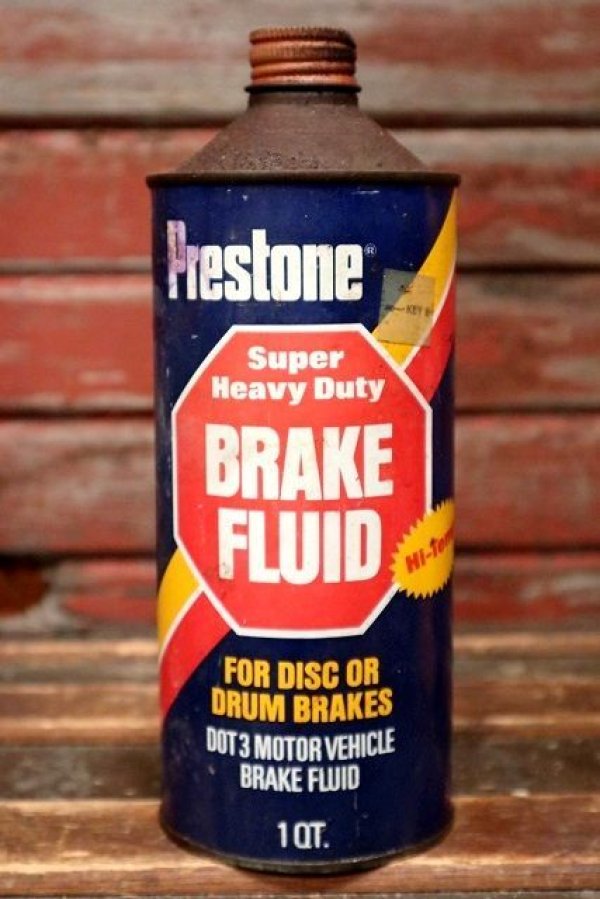 Prestone®
KEY
Super
Heavy Duty
BRAKE
FLUID
FOR DISC OR
DRUM BRAKES
DOT 3 MOTOR VEHICLE
BRAKE FLUID
1 QT.